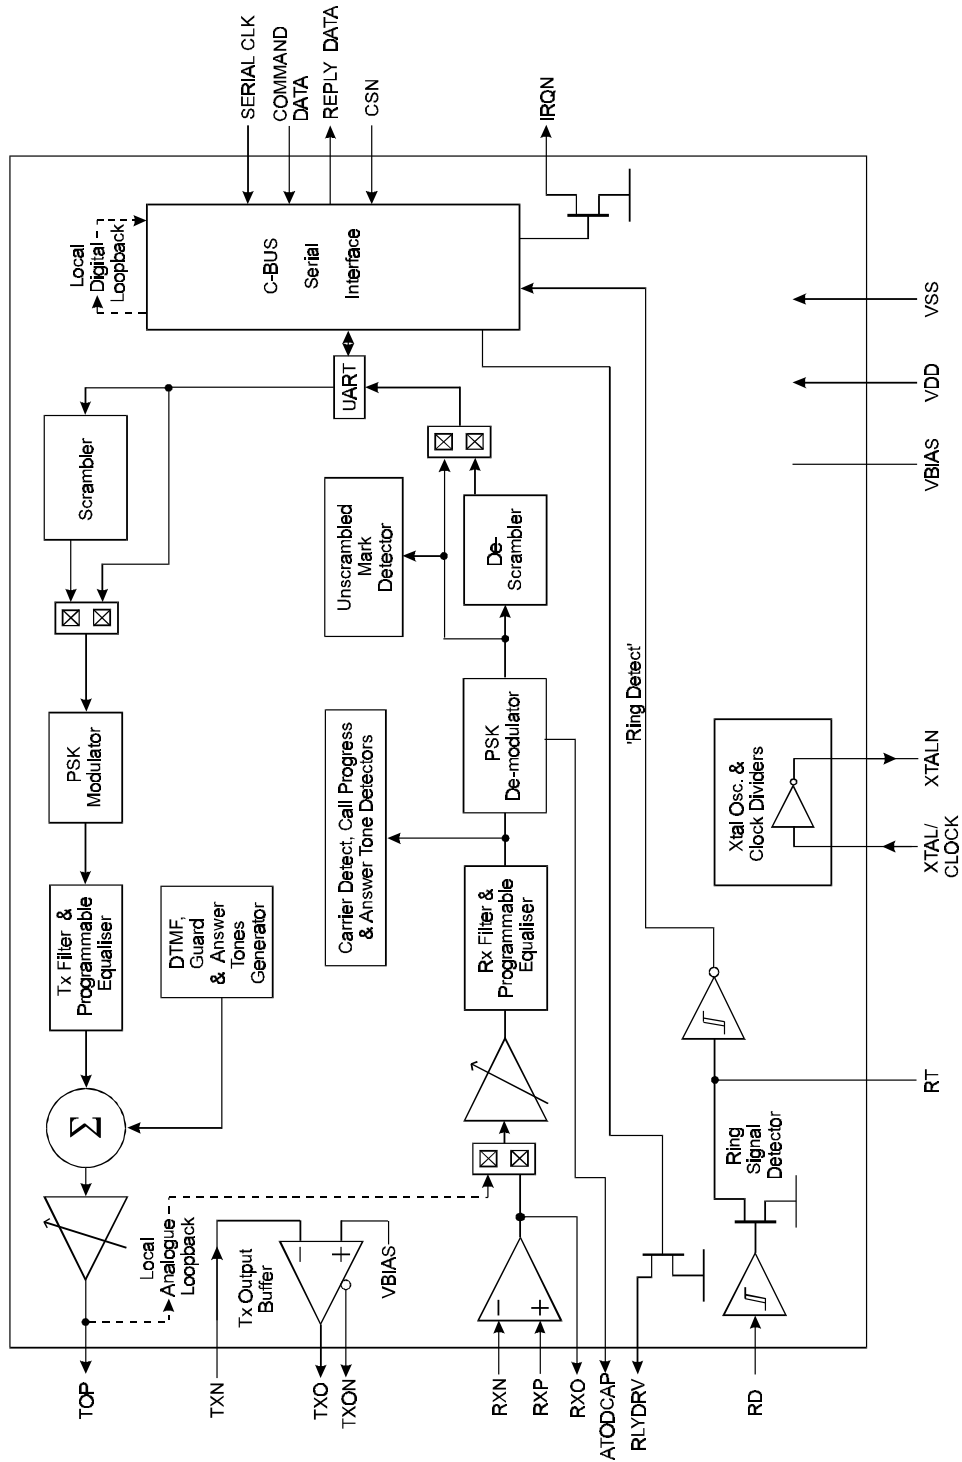 SERIAL CLK
COMMAND
DATA
REPLY DATA
CSN
IRQN
Local
Digital
Loopback
C-BUS
Serial
Interface
UART
Scrambler
Unscrambled
Mark
Detector
De-
Scrambler
PSK
Modulator
Carrier Detect, Call Progress
& Answer Tone Detectors
PSK
De-modulator
'Ring Detect'
Tx Filter &
Programmable
Equaliser
DTMF,
Guard
& Answer
Tones
Generator
Rx Filter &
Programmable
Equaliser
Xtal Osc. &
Clock Dividers
Σ
Local
Analogue
Loopback
Tx Output
Buffer
−
+
VBIAS
−
+
Ring
Signal
Detector
VSS
VDD
VBIAS
XTALN
XTAL/
CLOCK
RT
TOP
TXN
TXO
TXON
RXN
RXP
RXO
ATODCAP
RLYDRV
RD